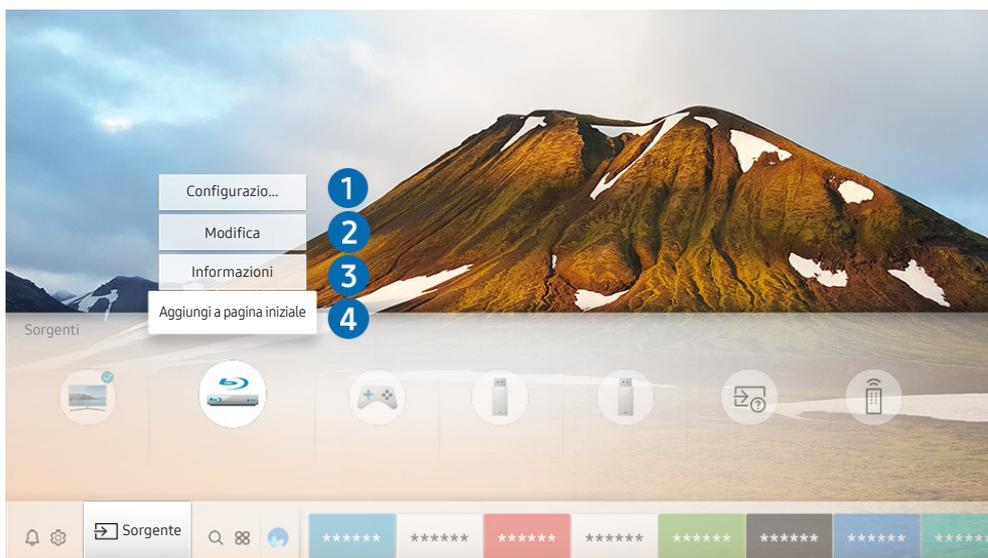 Configurazio...
1
Modifica
2
Informazioni
3
Aggiungi a pagina iniziale
4
Sorgenti
Sorgente
****** ****** ****** ****** ****** ****** ****** ******